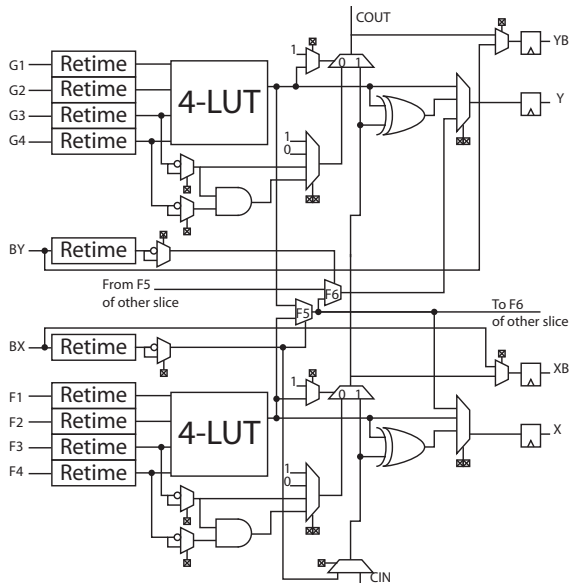 COUT
YB
G1 Retime
1
0 1
G2 Retime
4-LUT
Y
G3 Retime
G4 Retime
1
0
BY Retime
From F5
of other slice
F6
F5
To F6
of other slice
BX Retime
XB
F1 Retime
1
0 1
F2 Retime
4-LUT
X
F3 Retime
F4 Retime
1
0
CIN